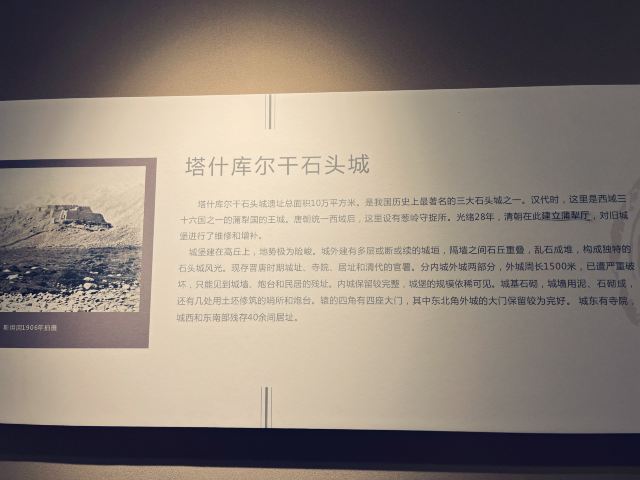 塔什库尔干石头城
塔什库尔干石头城遗址总面积10万平方米。是我国历史上最著名的三大石头城之一。汉代时，这里是西域三
十六国之一的蒲犁国的王城。唐朝统一西域后，这里设有葱岭守捉所。光绪28年，清朝在此建立蒲犁厅，对旧城
堡进行了维修和增补。
城堡建在高丘上，地势极为险峻。城外建有多层或断或续的城垣，隔墙之间石丘重叠，乱石成堆，构成独特的
石头城风光。现存晋唐时期城址、寺院、居址和清代的官署。分内城外城两部分，外城周长1500米，已遭严重破
坏，只能见到城墙、炮台和民居的残址。内城保留较完整，城堡的规模依稀可见。城基石砌，城墙用泥、石砌成，
还有几处用土坯修筑的哨所和炮台。辕的四角有四座大门，其中东北角外城的大门保留较为完好。 城东有寺院，
城西和东南部残存40余间居址。
斯坦因1906年拍摄